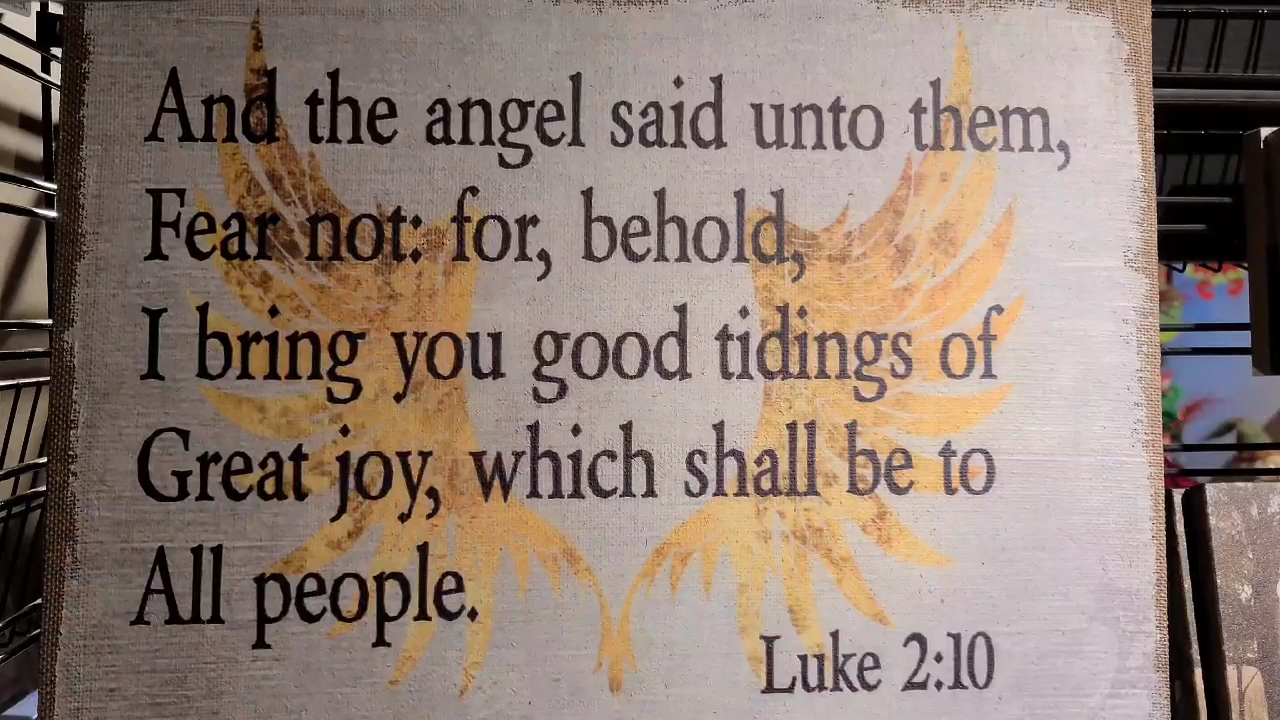 And the angel said unto them,
Fear not: for, behold,
I bring you good tidings of
Great joy, which shall be to
All people.
Luke 2:10